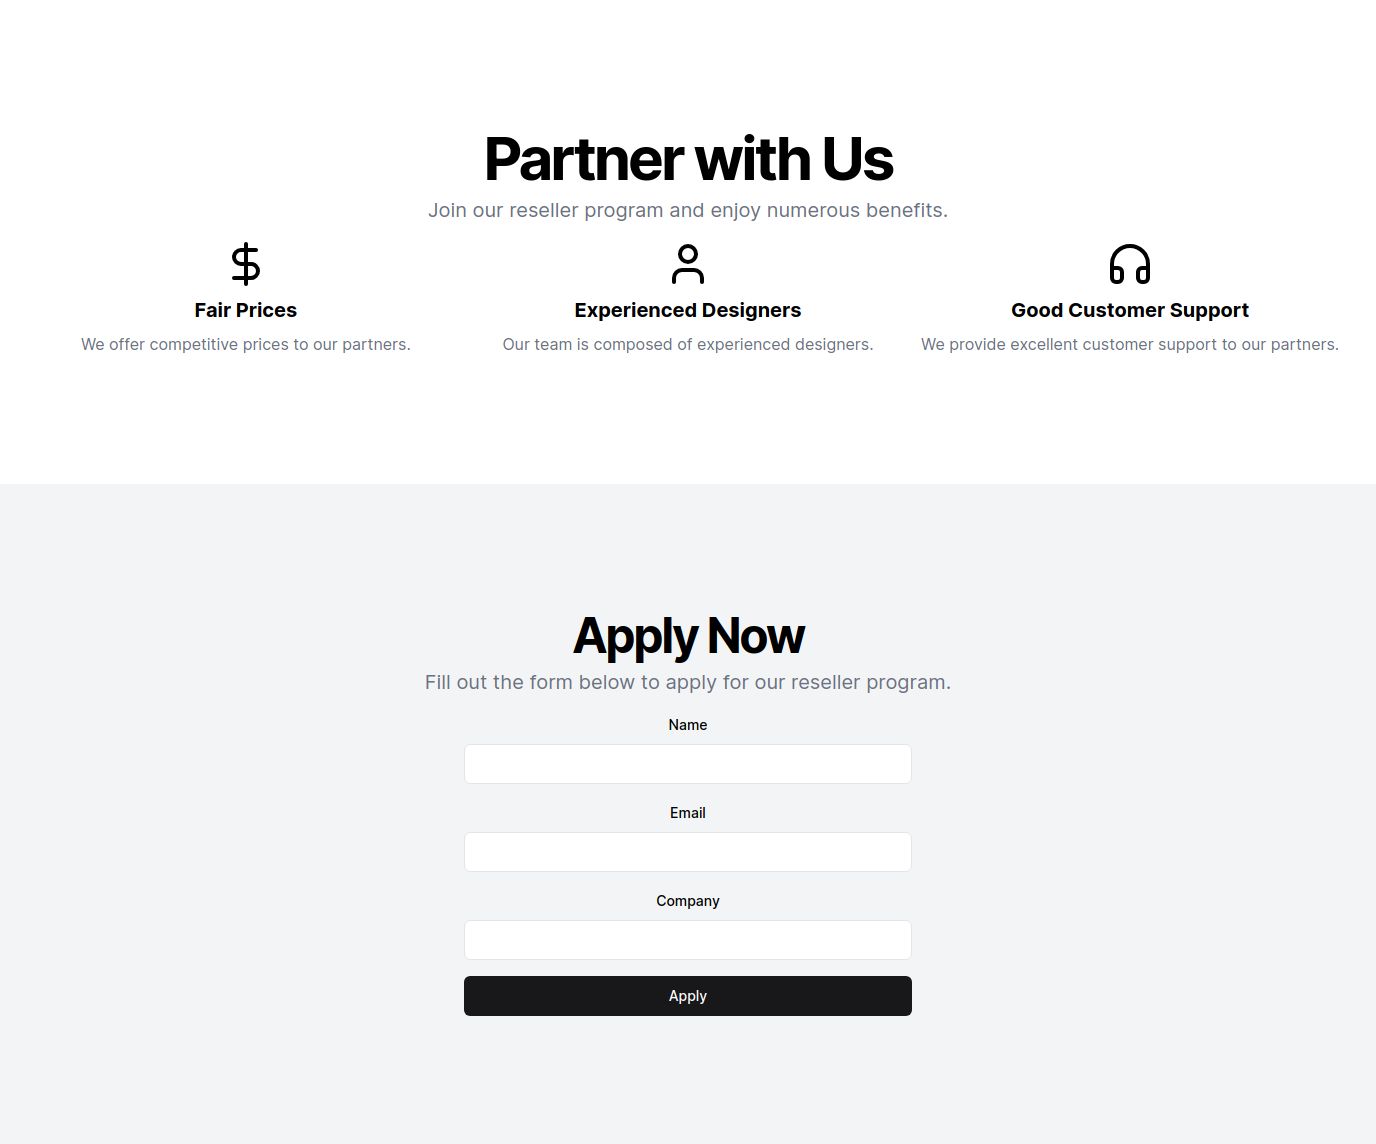 Partner with Us
Join our reseller program and enjoy numerous benefits.
Fair Prices
We offer competitive prices to our partners.
Experienced Designers
Our team is composed of experienced designers.
Good Customer Support
We provide excellent customer support to our partners.
Apply Now
Fill out the form below to apply for our reseller program.
Name
Email
Company
Apply